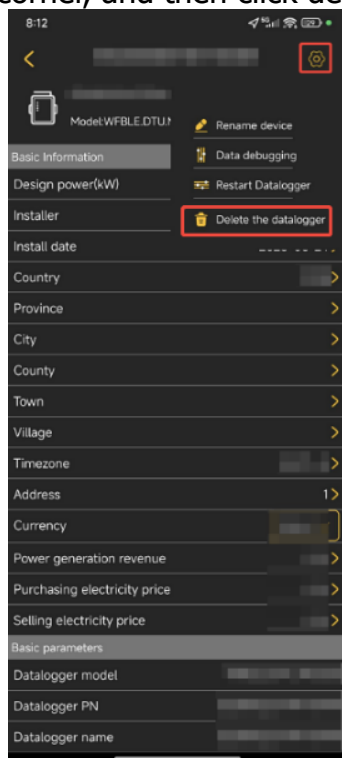 corner, and then click de
8:12
Model:WFBLE.DTU.
Rename device
Basic Information
Data debugging
Design power(kW)
Restart Datalogger
Installer
Delete the datalogger
Install date
Country
Province
City
County
Town
Village
Timezone
Address 1
Currency
Power generation revenue
Purchasing electricity price
Selling electricity price
Basic parameters
Datalogger model
Datalogger PN
Datalogger name